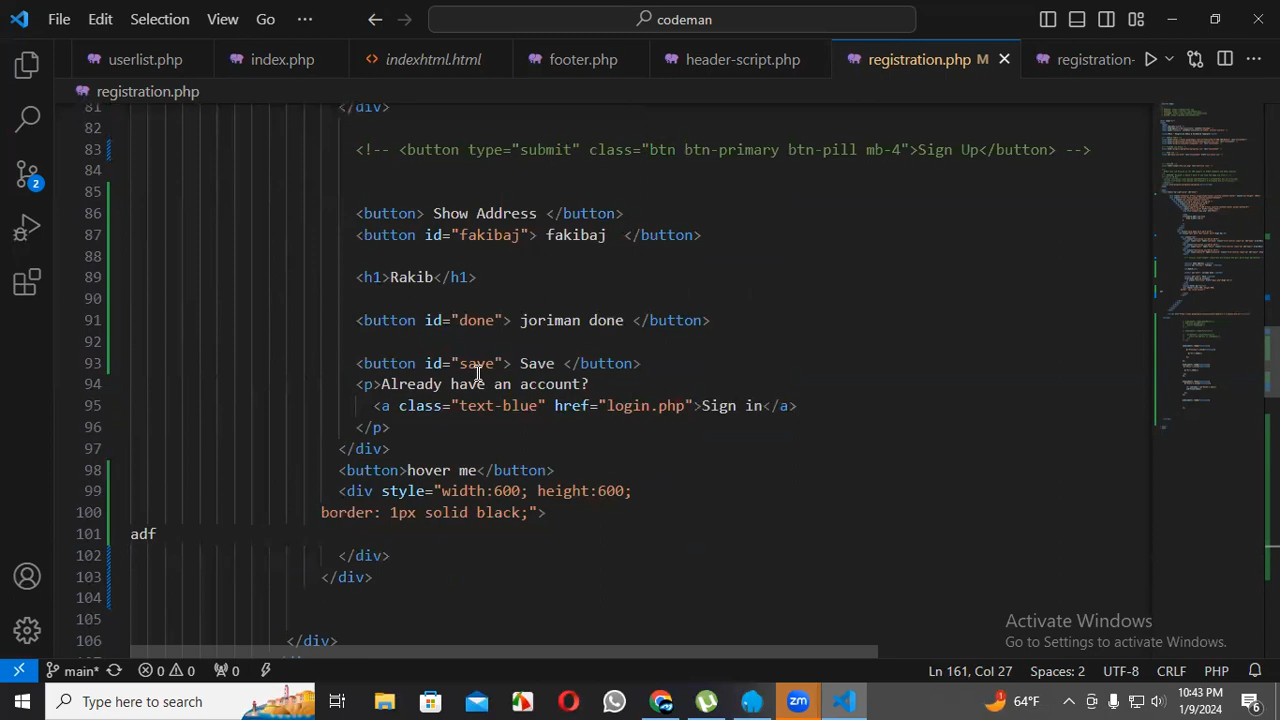 File Edit Selection View Go ··· codeman
userlist.php index.php indexhtml.html footer.php header-script.php registration.php M registration-
registration.php
81 </div>
82
83 <!-- <button type="submit" class="btn btn-primary btn-pill mb-4">Sign Up</button> -->
84
85
86 <button> Show Address </button>
87 <button id="fakibaj"> fakibaj </button>
88
89 <h1>Rakib</h1>
90
91 <button id="done"> joriman done </button>
92
93 <button id="save"> Save </button>
94 <p>Already have an account?
95 <a class="text-blue" href="login.php">Sign in</a>
96 </p>
97 </div>
98 <button>hover me</button>
99 <div style="width:600; height:600;
100 border: 1px solid black;">
101 adf
102 </div>
103 </div>
104
105
106 </div>
Activate Windows
Go to Settings to activate Windows.
2
main* 0 0 0 Ln 161, Col 27 Spaces: 2 UTF-8 CRLF PHP
Type here to search zm 1 64°F 10:43 PM
1/9/2024 6